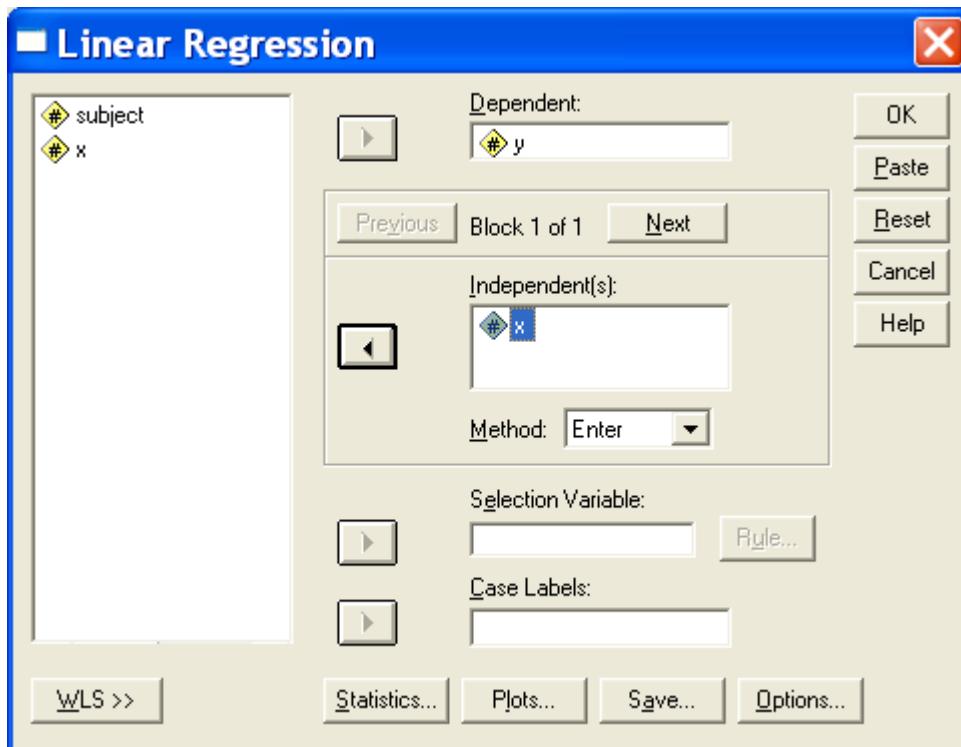 Linear Regression
# subject
# x
Dependent:
# y
OK
Paste
Reset
Cancel
Help
Previous Block 1 of 1 Next
Independent(s):
# x
Method: Enter
Selection Variable:
Rule...
Case Labels:
WLS >> Statistics... Plots... Save... Options...